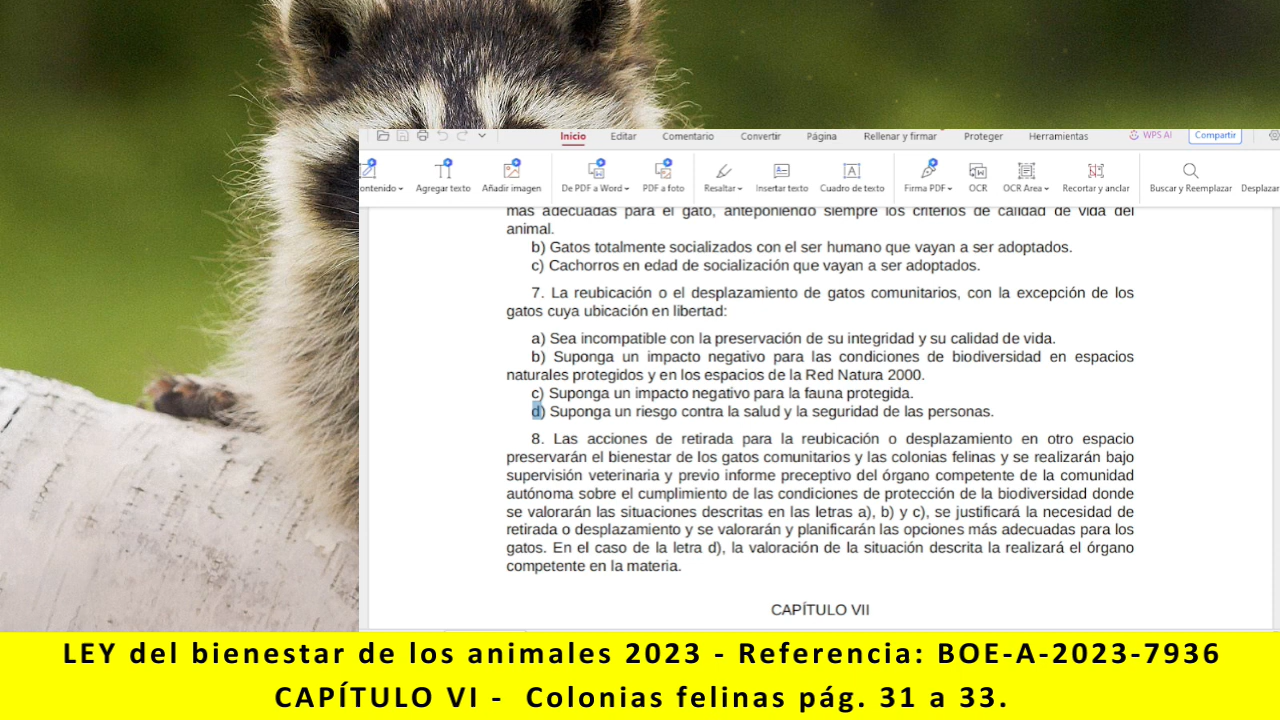 Inicio Editar Comentario Convertir Página Rellenar y firmar Proteger Herramientas WPS AI Compartir
ontenido Agregar texto Añadir imagen De PDF a Word PDF a foto Resaltar Insertar texto Cuadro de texto Firma PDF OCR OCR Area Recortar y anclar Buscar y Reemplazar Desplazar
más adecuadas para el gato, anteponiendo siempre los criterios de calidad de vida del
animal.
b) Gatos totalmente socializados con el ser humano que vayan a ser adoptados.
c) Cachorros en edad de socialización que vayan a ser adoptados.
7. La reubicación o el desplazamiento de gatos comunitarios, con la excepción de los
gatos cuya ubicación en libertad:
a) Sea incompatible con la preservación de su integridad y su calidad de vida.
b) Suponga un impacto negativo para las condiciones de biodiversidad en espacios
naturales protegidos y en los espacios de la Red Natura 2000.
c) Suponga un impacto negativo para la fauna protegida.
d) Suponga un riesgo contra la salud y la seguridad de las personas.
8. Las acciones de retirada para la reubicación o desplazamiento en otro espacio
preservarán el bienestar de los gatos comunitarios y las colonias felinas y se realizarán bajo
supervisión veterinaria y previo informe preceptivo del órgano competente de la comunidad
autónoma sobre el cumplimiento de las condiciones de protección de la biodiversidad donde
se valorarán las situaciones descritas en las letras a), b) y c), se justificará la necesidad de
retirada o desplazamiento y se valorarán y planificarán las opciones más adecuadas para los
gatos. En el caso de la letra d), la valoración de la situación descrita la realizará el órgano
competente en la materia.
CAPÍTULO VII
LEY del bienestar de los animales 2023 - Referencia: BOE-A-2023-7936
CAPÍTULO VI - Colonias felinas pág. 31 a 33.